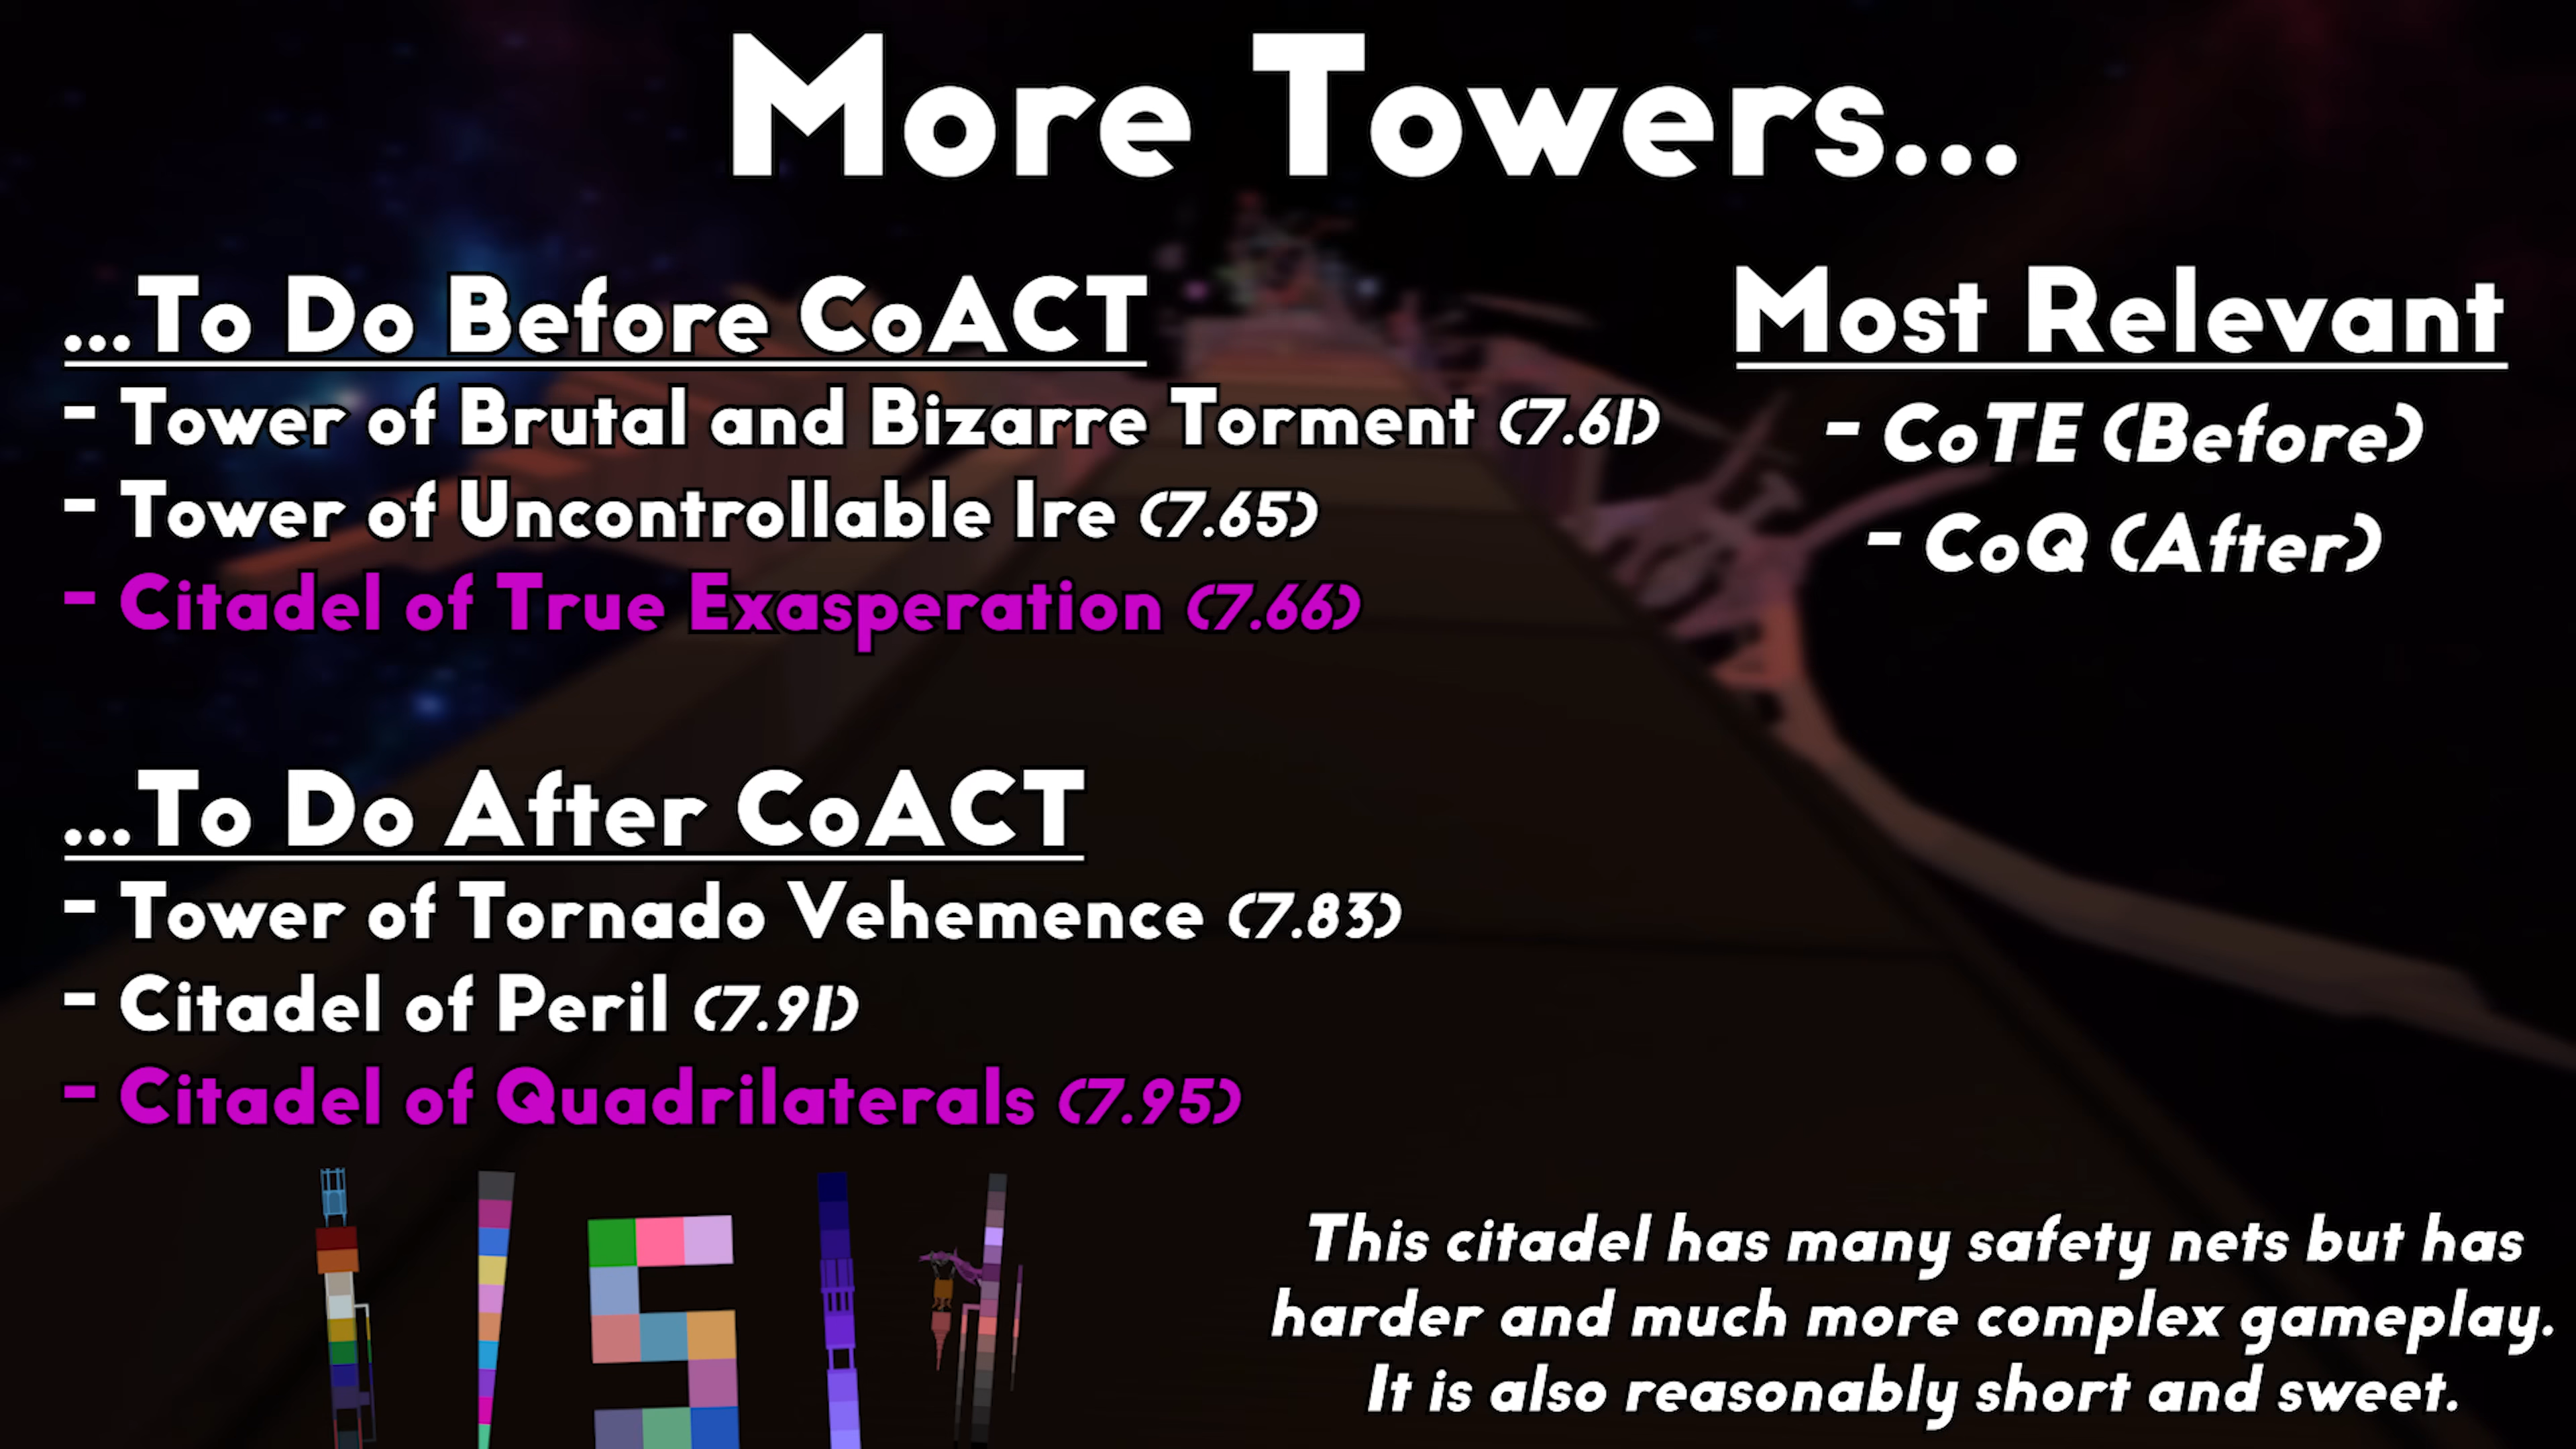 More Towers...
...To Do Before CoACT
- Tower of Brutal and Bizarre Torment (7.61)
- Tower of Uncontrollable Ire (7.65)
- Citadel of True Exasperation (7.66)
...To Do After CoACT
- Tower of Tornado Vehemence (7.83)
- Citadel of Peril (7.91)
- Citadel of Quadrilaterals (7.95)
Most Relevant
- CoTE (Before)
- CoQ (After)
This citadel has many safety nets but has
harder and much more complex gameplay.
It is also reasonably short and sweet.